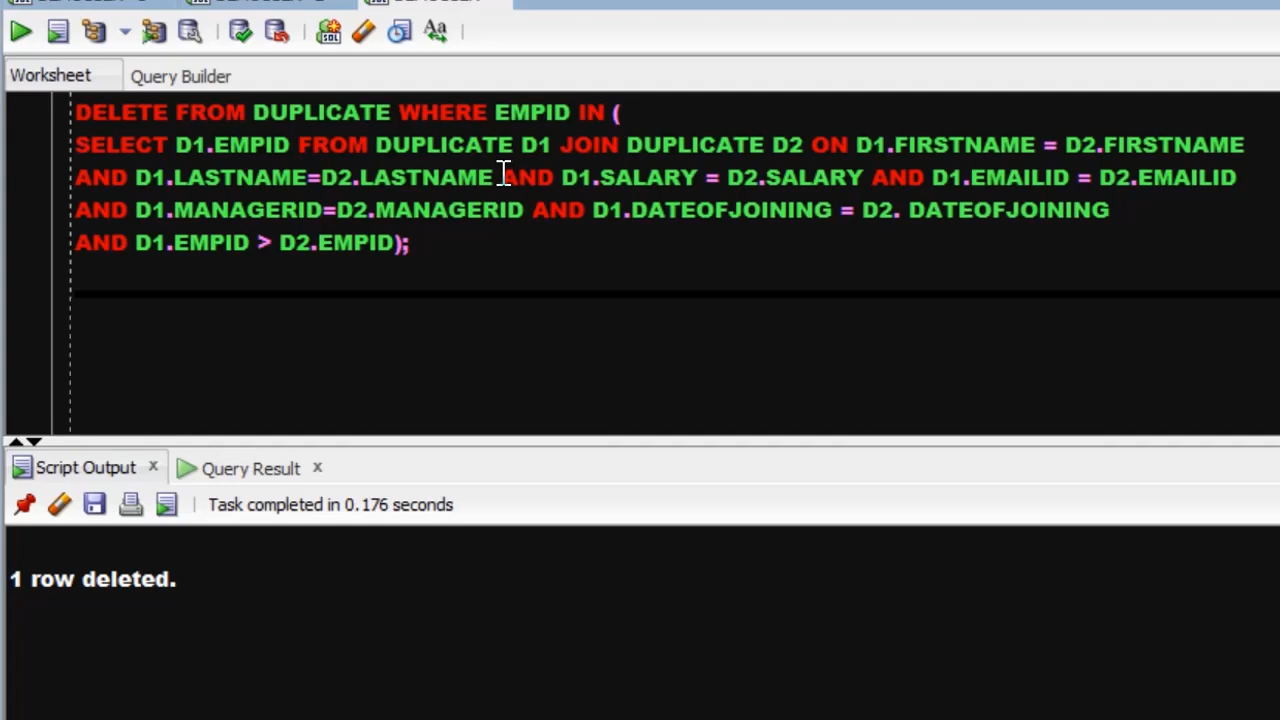 Worksheet Query Builder
DELETE FROM DUPLICATE WHERE EMPID IN (
SELECT D1.EMPID FROM DUPLICATE D1 JOIN DUPLICATE D2 ON D1.FIRSTNAME = D2.FIRSTNAME
AND D1.LASTNAME=D2.LASTNAME AND D1.SALARY = D2.SALARY AND D1.EMAILID = D2.EMAILID
AND D1.MANAGERID=D2.MANAGERID AND D1.DATEOFJOINING = D2. DATEOFJOINING
AND D1.EMPID > D2.EMPID);
Script Output x Query Result x
Task completed in 0.176 seconds
1 row deleted.